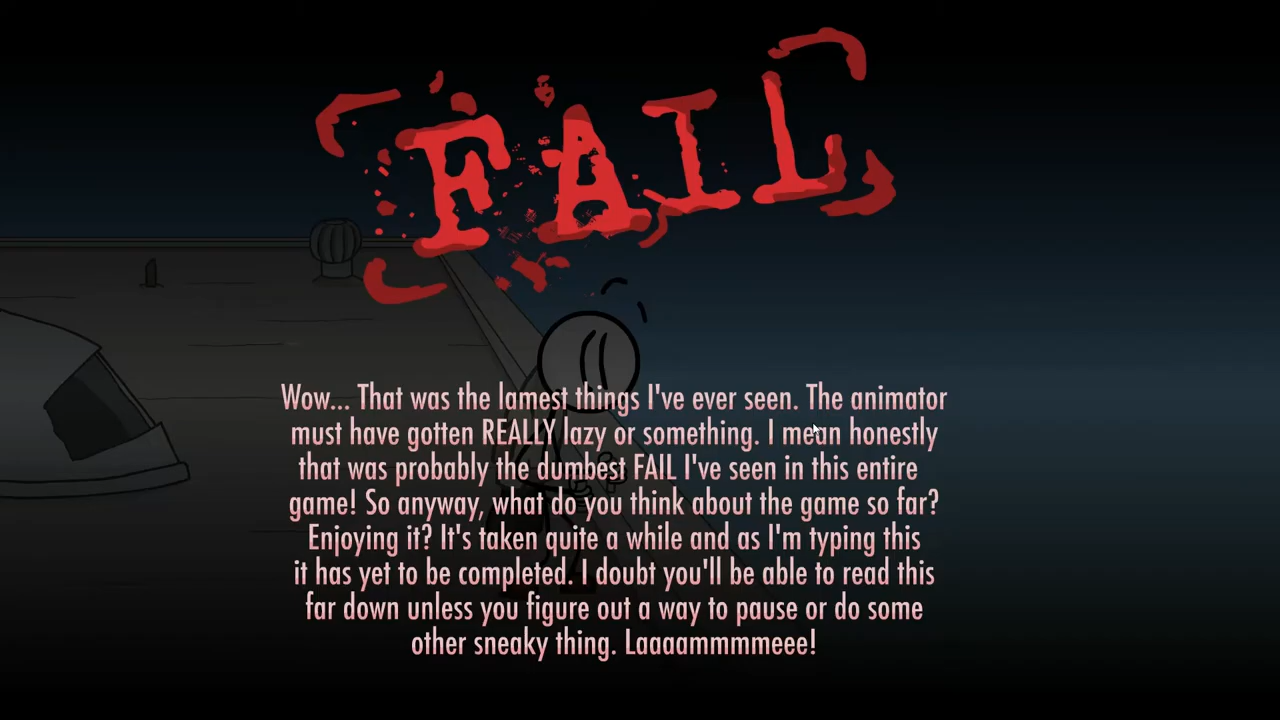 FAIL
Wow... That was the lamest things I've ever seen. The animator
must have gotten REALLY lazy or something. I mean honestly
that was probably the dumbest FAIL I've seen in this entire
game! So anyway, what do you think about the game so far?
Enjoying it? It's taken quite a while and as I'm typing this
it has yet to be completed. I doubt you'll be able to read this
far down unless you figure out a way to pause or do some
other sneaky thing. Laaaammmmeee!